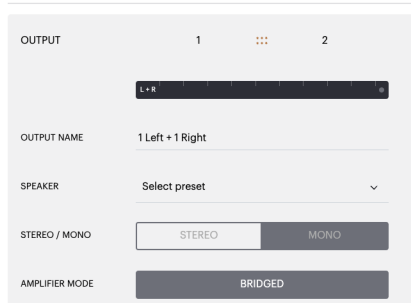 OUTPUT 1 2
L + R
OUTPUT NAME 1 Left + 1 Right
SPEAKER Select preset
STEREO / MONO STEREO MONO
AMPLIFIER MODE BRIDGED